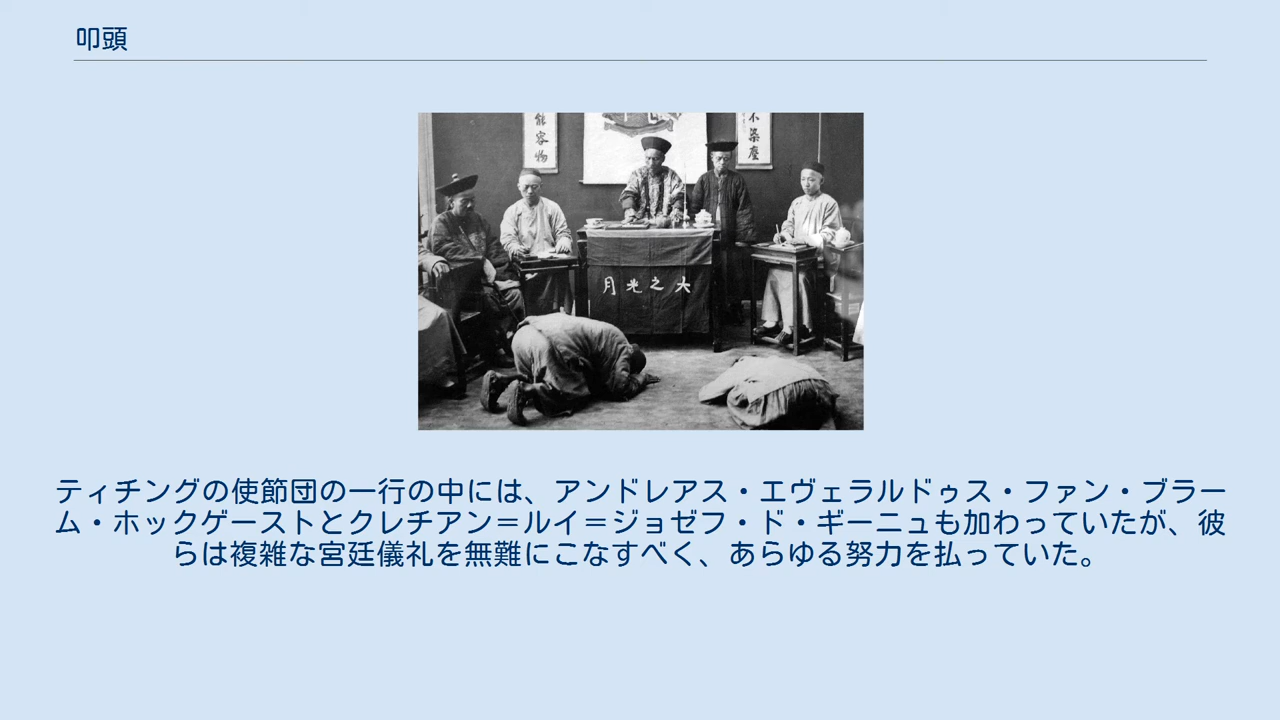 叩頭
能容物
不染塵
月光之大
ティチングの使節団の一行の中には、アンドレアス・エヴェラルドゥス・ファン・ブラー
ム・ホックゲーストとクレチアン＝ルイ＝ジョゼフ・ド・ギーニュも加わっていたが、彼
らは複雑な宮廷儀礼を無難にこなすべく、あらゆる努力を払っていた。